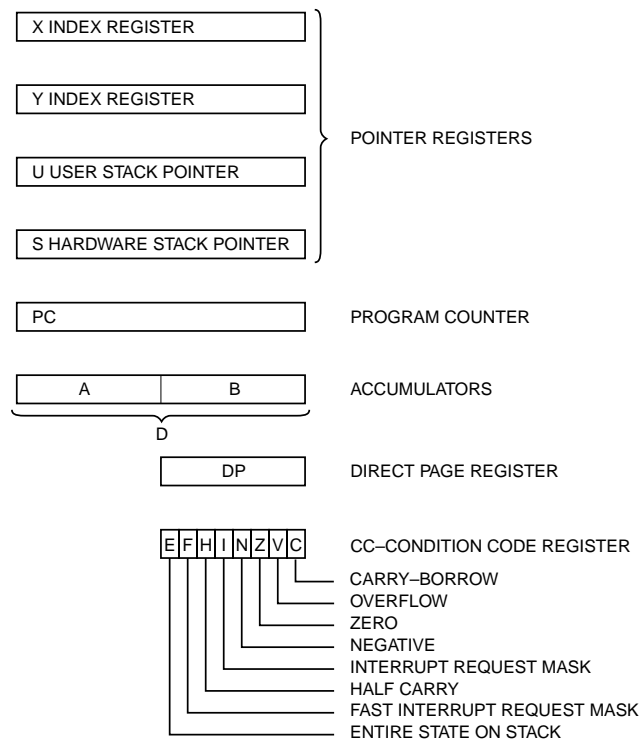 X INDEX REGISTER
Y INDEX REGISTER
POINTER REGISTERS
U USER STACK POINTER
S HARDWARE STACK POINTER
PC PROGRAM COUNTER
A B ACCUMULATORS
D
DP DIRECT PAGE REGISTER
E F H I N Z V C CC–CONDITION CODE REGISTER
CARRY–BORROW
OVERFLOW
ZERO
NEGATIVE
INTERRUPT REQUEST MASK
HALF CARRY
FAST INTERRUPT REQUEST MASK
ENTIRE STATE ON STACK